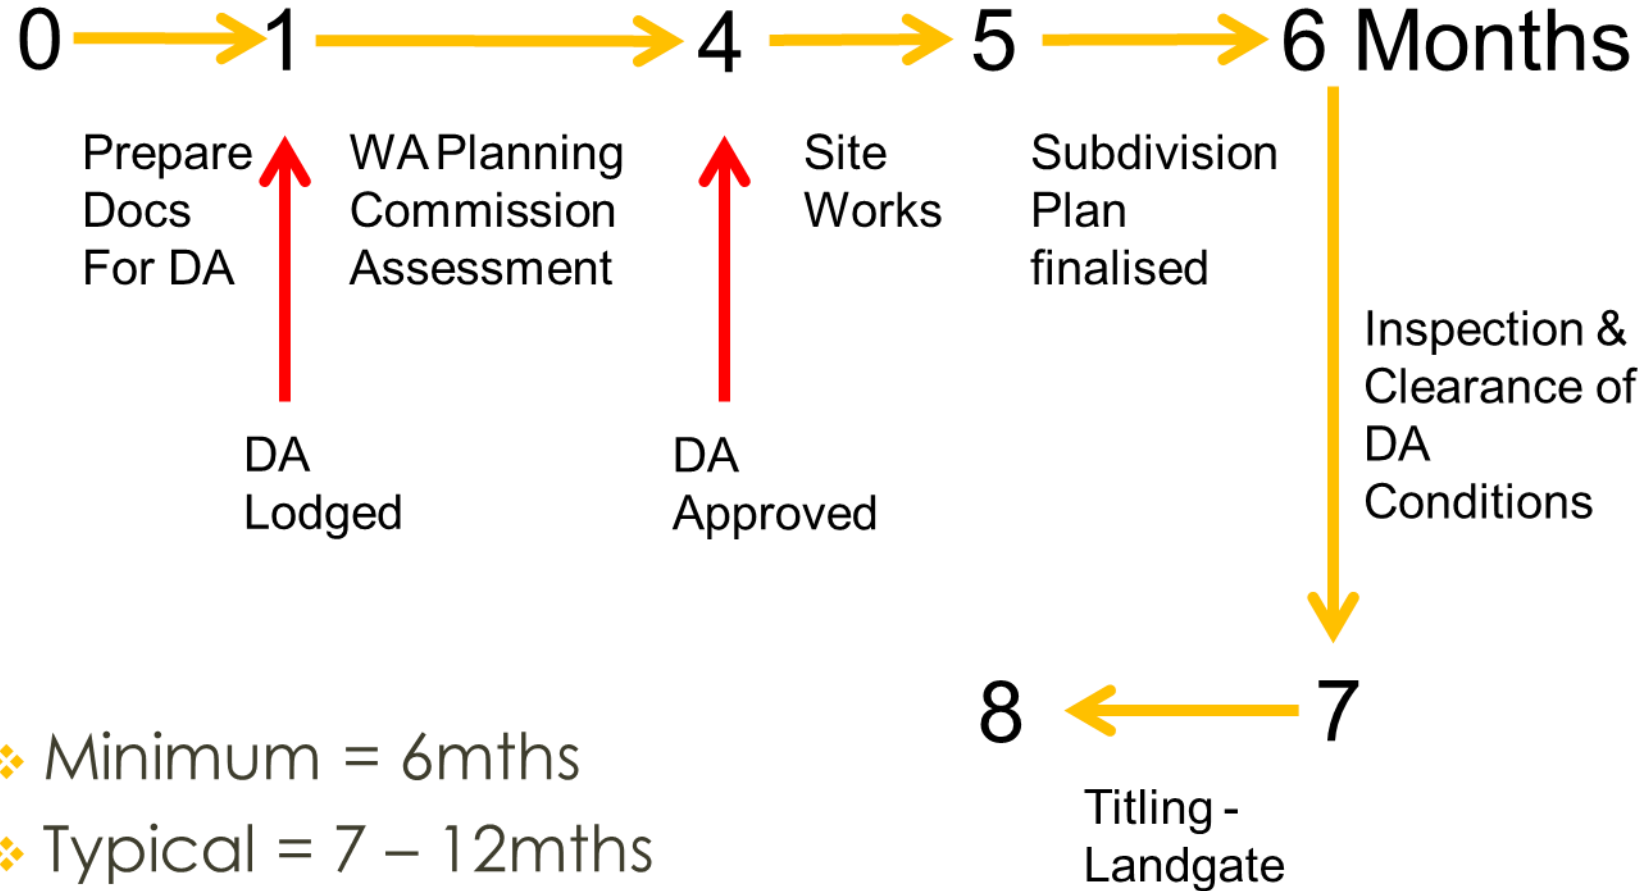 0 1 4 5 6 Months
Prepare
Docs
For DA
WA Planning
Commission
Assessment
Site
Works
Subdivision
Plan
finalised
DA
Lodged
DA
Approved
Inspection &
Clearance of
DA
Conditions
8 7
Titling -
Landgate
Minimum = 6mths
Typical = 7 – 12mths